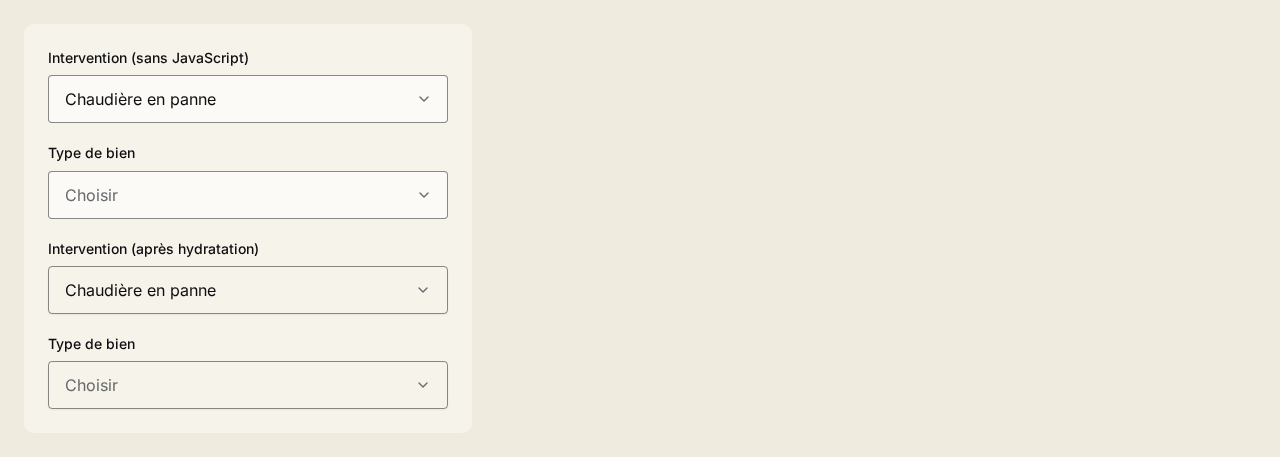 Intervention (sans JavaScript)
Chaudière en panne
Type de bien
Choisir
Intervention (après hydratation)
Chaudière en panne
Type de bien
Choisir